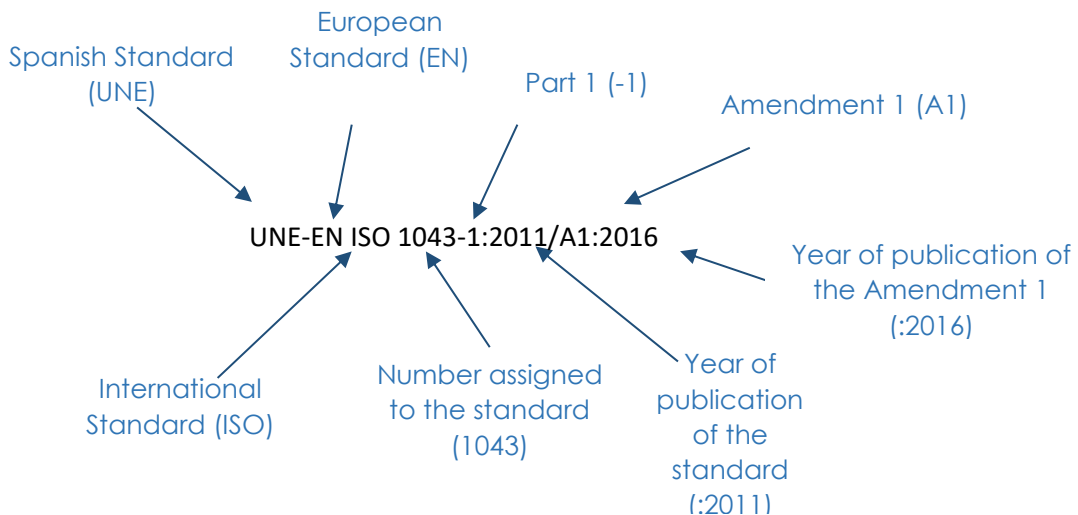 European
Standard (EN)
Spanish Standard
(UNE)
Part 1 (-1)
Amendment 1 (A1)
UNE-EN ISO 1043-1:2011/A1:2016
Year of publication of
the Amendment 1
(:2016)
International
Standard (ISO)
Number assigned
to the standard
(1043)
Year of
publication
of the
standard
(:2011)